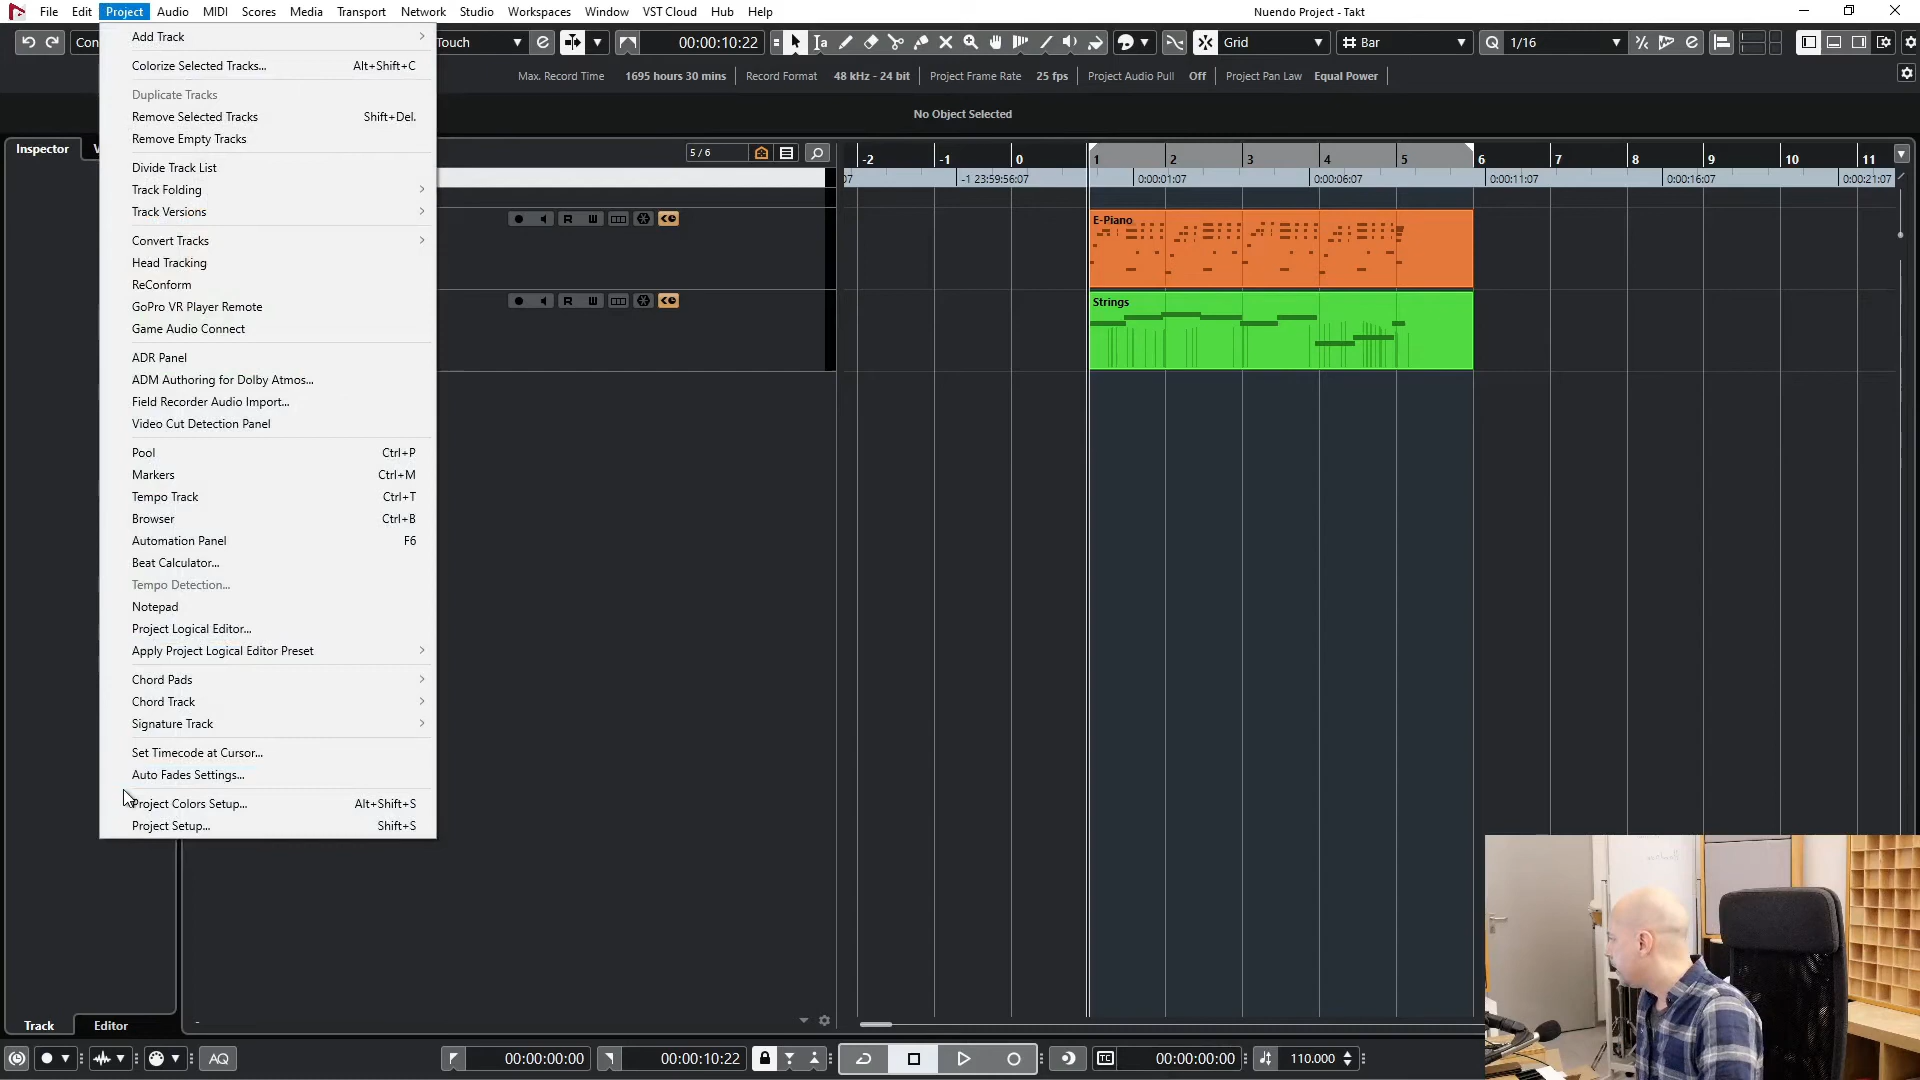 File Edit Project Audio MIDI Scores Media Transport Network Studio Workspaces Window VST Cloud Hub Help
Nuendo Project - Takt
Con
Touch
00:00:10:22
Grid
Bar
Q
1/16
Max. Record Time 1695 hours 30 mins
Record Format 48 kHz - 24 bit
Project Frame Rate 25 fps
Project Audio Pull Off
Project Pan Law Equal Power
No Object Selected
Inspector
V
5 / 6
-2 -1 0 1 2 3 4 5 6 7 8 9 10 11
-1 23:59:56:07 0:00:01:07 0:00:06:07 0:00:11:07 0:00:16:07 0:00:21:07
Add Track
Colorize Selected Tracks... Alt+Shift+C
Duplicate Tracks
Remove Selected Tracks Shift+Del.
Remove Empty Tracks
Divide Track List
Track Folding
Track Versions
Convert Tracks
Head Tracking
ReConform
GoPro VR Player Remote
Game Audio Connect
ADR Panel
ADM Authoring for Dolby Atmos...
Field Recorder Audio Import...
Video Cut Detection Panel
Pool Ctrl+P
Markers Ctrl+M
Tempo Track Ctrl+T
Browser Ctrl+B
Automation Panel F6
Beat Calculator...
Tempo Detection...
Notepad
Project Logical Editor...
Apply Project Logical Editor Preset
Chord Pads
Chord Track
Signature Track
Set Timecode at Cursor...
Auto Fades Settings...
Project Colors Setup... Alt+Shift+S
Project Setup... Shift+S
R W
R W
E-Piano
Strings
Track Editor
-
AQ
00:00:00:00
00:00:10:22
TC
00:00:00:00
110.000